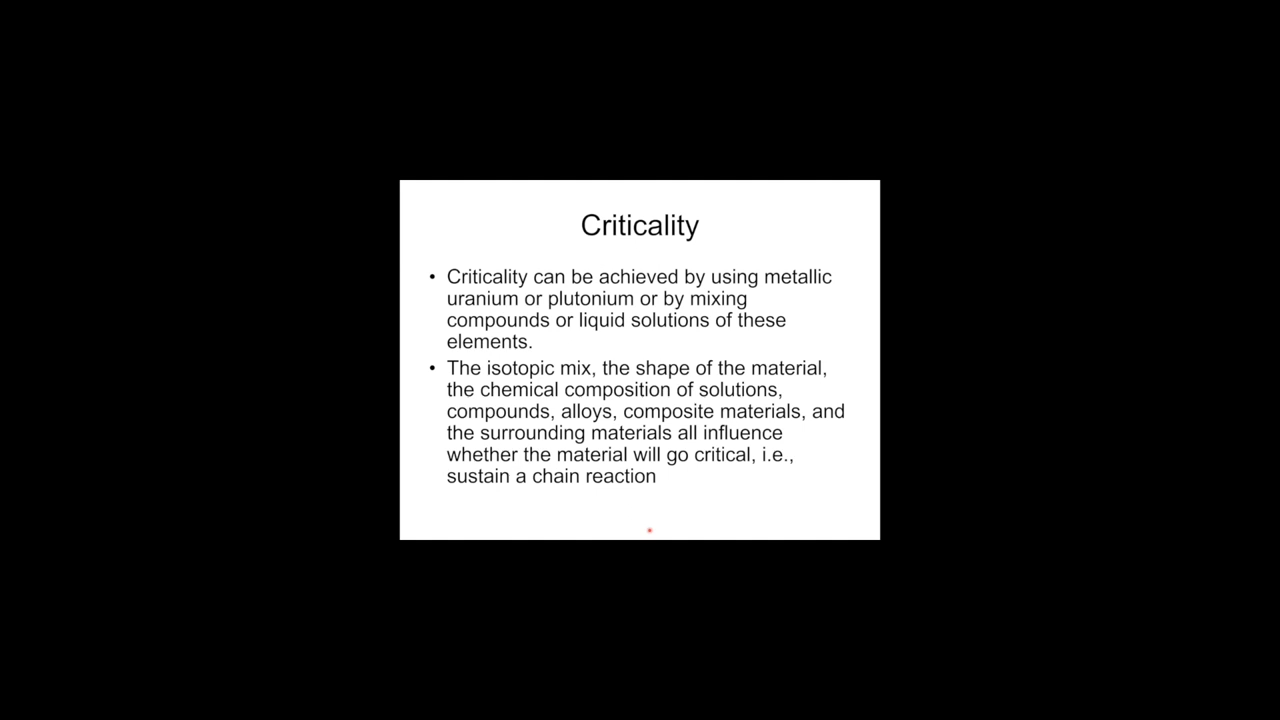 Criticality
• Criticality can be achieved by using metallic
uranium or plutonium or by mixing
compounds or liquid solutions of these
elements.
• The isotopic mix, the shape of the material,
the chemical composition of solutions,
compounds, alloys, composite materials, and
the surrounding materials all influence
whether the material will go critical, i.e.,
sustain a chain reaction